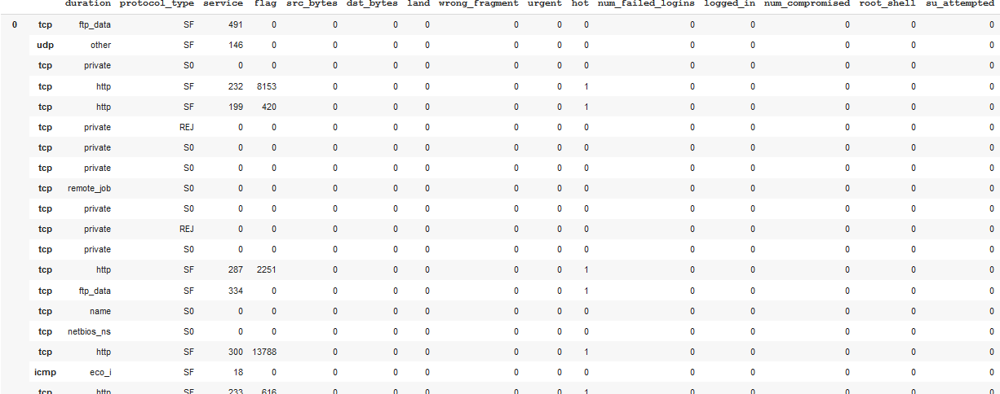 duration protocol_type service flag src_bytes dst_bytes land wrong_fragment urgent hot num_failed_logins logged_in num_compromised root_shell su_attempted
0 tcp ftp_data SF 491 0 0 0 0 0 0 0 0 0 0 0 0
udp other SF 146 0 0 0 0 0 0 0 0 0 0 0 0
tcp private S0 0 0 0 0 0 0 0 0 0 0 0 0 0
tcp http SF 232 8153 0 0 0 0 0 1 0 0 0 0 0
tcp http SF 199 420 0 0 0 0 0 1 0 0 0 0 0
tcp private REJ 0 0 0 0 0 0 0 0 0 0 0 0 0
tcp private S0 0 0 0 0 0 0 0 0 0 0 0 0 0
tcp private S0 0 0 0 0 0 0 0 0 0 0 0 0 0
tcp remote_job S0 0 0 0 0 0 0 0 0 0 0 0 0 0
tcp private S0 0 0 0 0 0 0 0 0 0 0 0 0 0
tcp private REJ 0 0 0 0 0 0 0 0 0 0 0 0 0
tcp private S0 0 0 0 0 0 0 0 0 0 0 0 0 0
tcp http SF 287 2251 0 0 0 0 0 1 0 0 0 0 0
tcp ftp_data SF 334 0 0 0 0 0 0 1 0 0 0 0 0
tcp name S0 0 0 0 0 0 0 0 0 0 0 0 0 0
tcp netbios_ns S0 0 0 0 0 0 0 0 0 0 0 0 0 0
tcp http SF 300 13788 0 0 0 0 0 1 0 0 0 0 0
icmp eco_i SF 18 0 0 0 0 0 0 0 0 0 0 0 0
tcp http SF 233 616 0 0 0 0 0 1 0 0 0 0 0